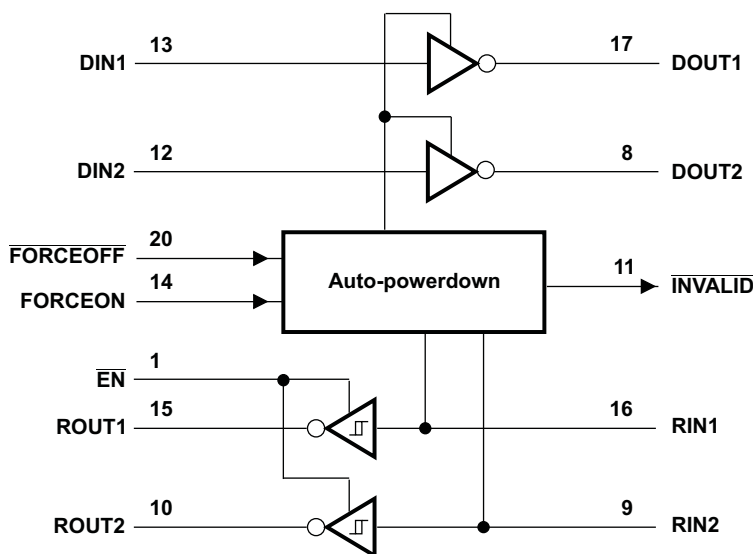 DIN1 13 17 DOUT1
DIN2 12 8 DOUT2
FORCEOFF 20
Auto-powerdown
11 INVALID
FORCEON 14
EN 1
ROUT1 15 16 RIN1
ROUT2 10 9 RIN2